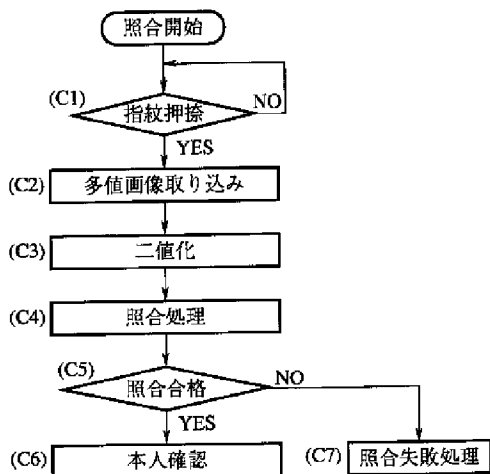 照合開始
(C1) 指紋押捺 NO
YES
(C2) 多値画像取り込み
(C3) 二値化
(C4) 照合処理
(C5) 照合合格 NO
YES
(C6) 本人確認 (C7) 照合失敗処理